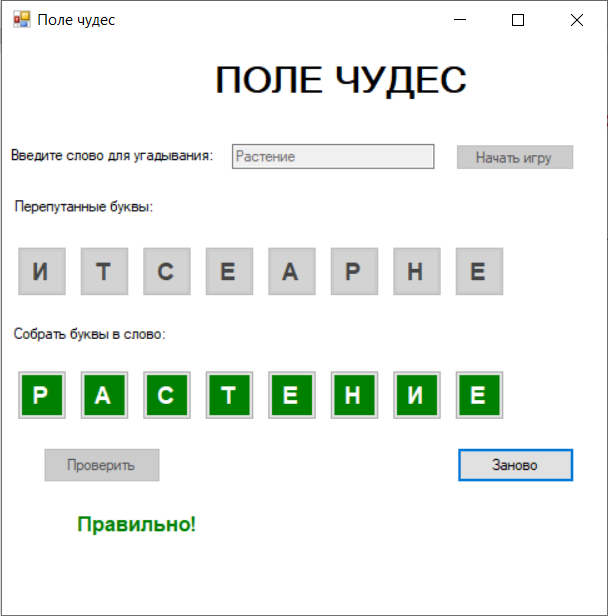 Поле чудес
ПОЛЕ ЧУДЕС
Введите слово для угадывания: Растение Начать игру
Перепутанные буквы:
И Т С Е А Р Н Е
Собрать буквы в слово:
Р А С Т Е Н И Е
Проверить Заново
Правильно!